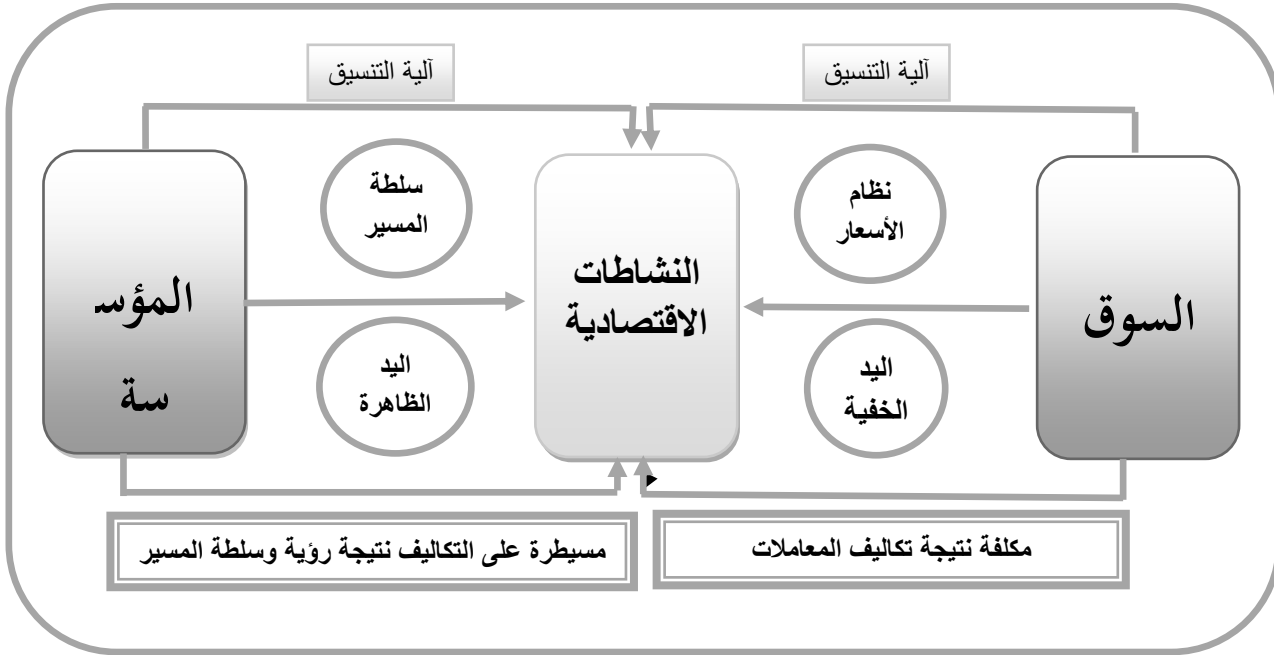 آلية التنسيق
آلية التنسيق
نظام
الأسعار
سلطة
المسير
السوق
النشاطات
الاقتصادية
المؤسـ
سة
اليد
الخفية
اليد
الظاهرة
مكلفة نتيجة تكاليف المعاملات
مسيطرة على التكاليف نتيجة رؤية وسلطة المسير